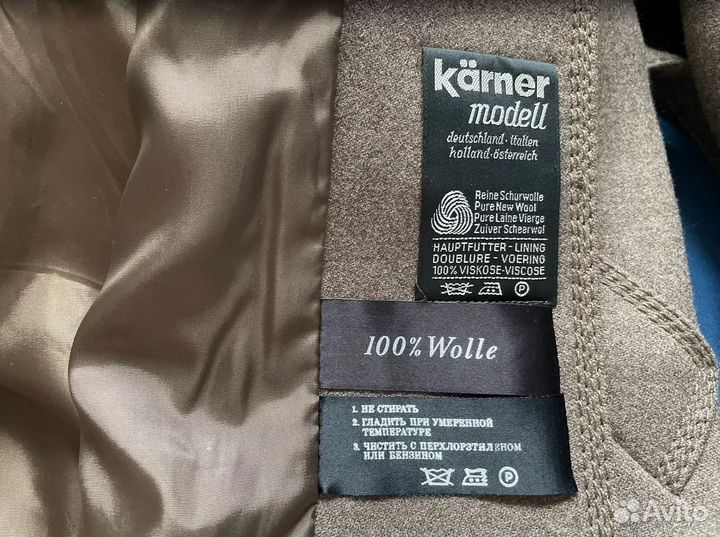 kärner
modell
deutschland·italien
holland·österreich
Reine Schurwolle
Pure New Wool
Pure Laine Vierge
Zuiver Scheerwol
HAUPTFUTTER-LINING
DOUBLURE-VOERING
100% VISKOSE-VISCOSE
P
100% Wolle
1. НЕ СТИРАТЬ
2. ГЛАДИТЬ ПРИ УМЕРЕННОЙ
ТЕМПЕРАТУРЕ
3. ЧИСТИТЬ С ПЕРХЛОРЭТИЛЕНОМ
ИЛИ БЕНЗИНОМ
P
Avito